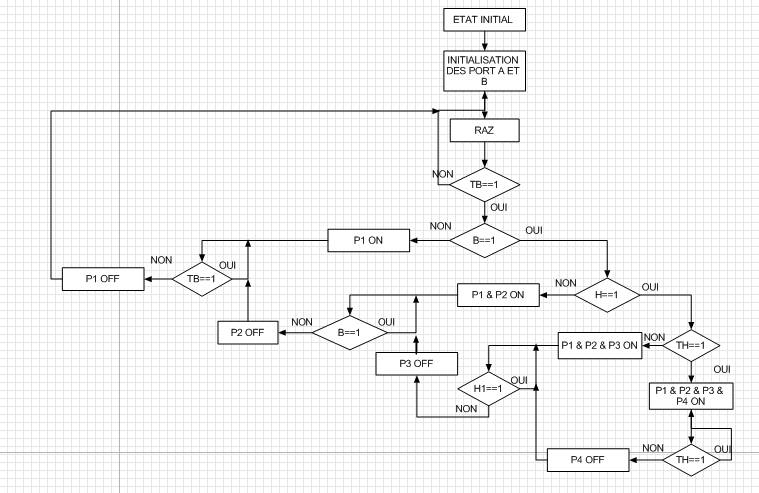 ETAT INITIAL
INITIALISATION
DES PORT A ET
B
RAZ
NON
TB==1
OUI
NON
OUI
P1 ON
B==1
NON
OUI
P1 OFF
TB==1
NON
OUI
P1 & P2 ON
H==1
NON
OUI
P2 OFF
B==1
P1 & P2 & P3 ON
NON
TH==1
P3 OFF
OUI
OUI
H1==1
P1 & P2 & P3 &
P4 ON
NON
NON
OUI
P4 OFF
TH==1